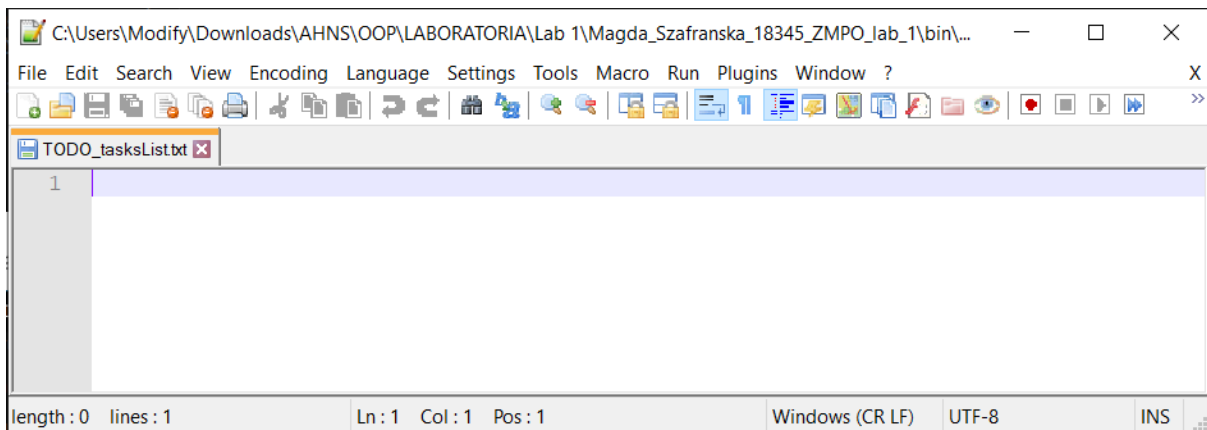 C:\Users\Modify\Downloads\AHNS\OOP\LABORATORIA\Lab 1\Magda_Szafranska_18345_ZMPO_lab_1\bin\...
File Edit Search View Encoding Language Settings Tools Macro Run Plugins Window ? X
TODO_tasksList.txt
1
length : 0 lines : 1 Ln : 1 Col : 1 Pos : 1 Windows (CR LF) UTF-8 INS